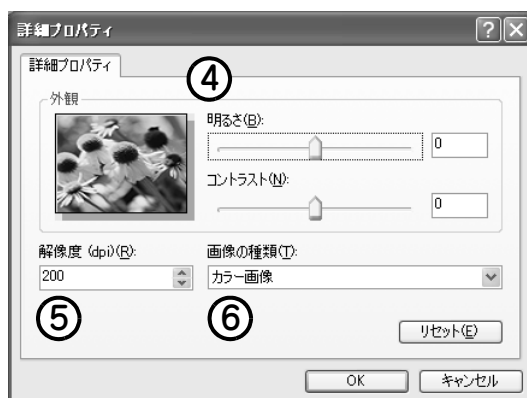 詳細プロパティ
詳細プロパティ
④
外観
明るさ(B):
0
コントラスト(N):
0
解像度 (dpi)(R):
画像の種類(T):
200
カラー画像
⑤
⑥
リセット(E)
OK
キャンセル